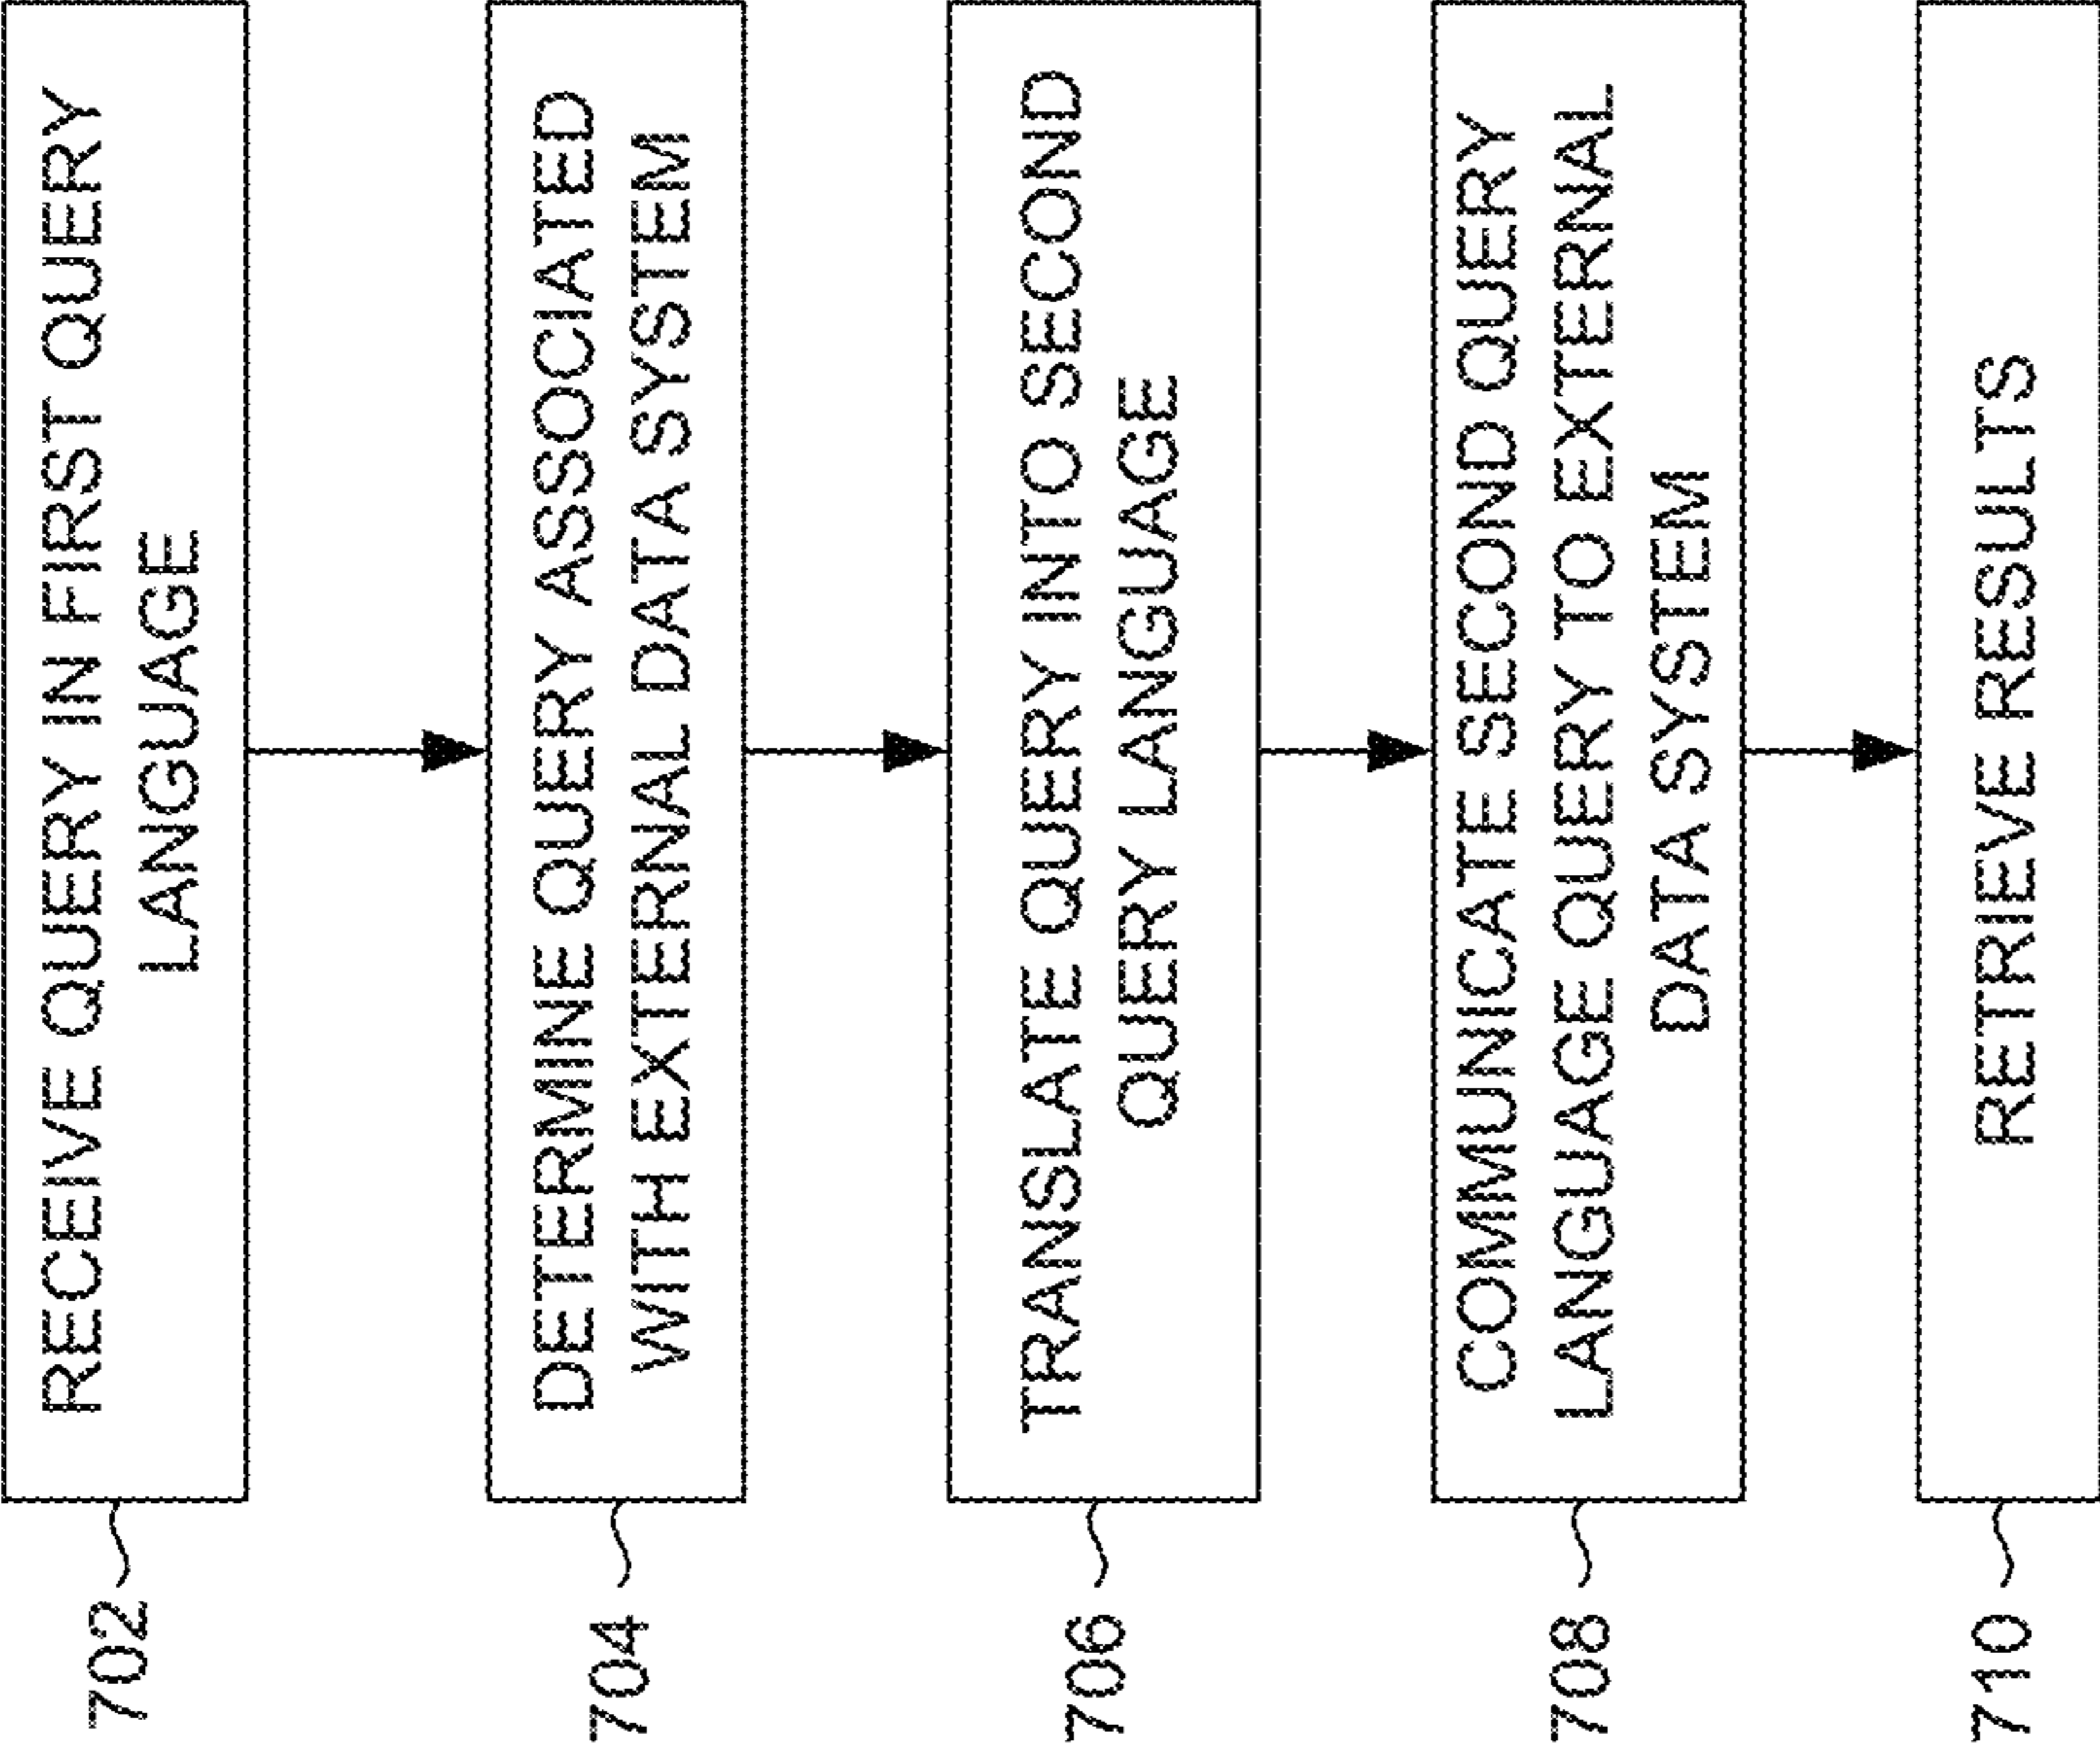 702
RECEIVE QUERY IN FIRST QUERY
LANGUAGE
704
DETERMINE QUERY ASSOCIATED
WITH EXTERNAL DATA SYSTEM
706
TRANSLATE QUERY INTO SECOND
QUERY LANGUAGE
708
COMMUNICATE SECOND QUERY
LANGUAGE QUERY TO EXTERNAL
DATA SYSTEM
710
RETRIEVE RESULTS